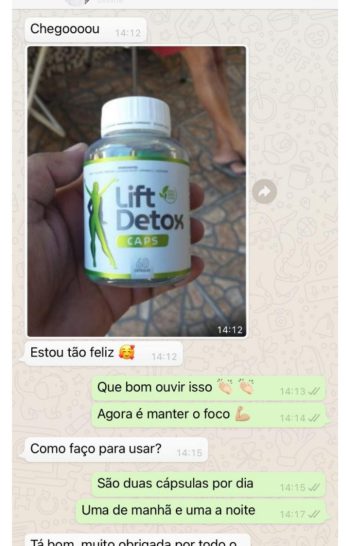 Chegoooou 14:12
Lift
Detox
CAPS
60
14:12
Estou tão feliz 🥰 14:12
Que bom ouvir isso 👏🏻 👏🏻 14:13
Agora é manter o foco 💪🏼 14:14
Como faço para usar? 14:15
São duas cápsulas por dia 14:15
Uma de manhã e uma a noite 14:17
Tá bom, muito obrigada por todo o